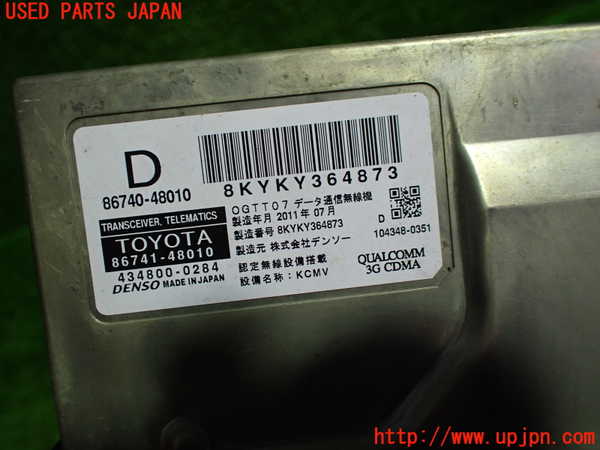 USED PARTS JAPAN
D
86740-48010
8KYKY364873
TRANSCEIVER, TELEMATICS
TOYOTA
86741-48010
434800-0284
DENSO MADE IN JAPAN
OGTT07 データ通信無線機
製造年月 2011年07月
製造番号 8KYKY364873
製造元 株式会社デンソー
認定無線設備搭載
設備名称：KCMV
D
104348-0351
QUALCOMM
3G CDMA
http://www.upjpn.com/